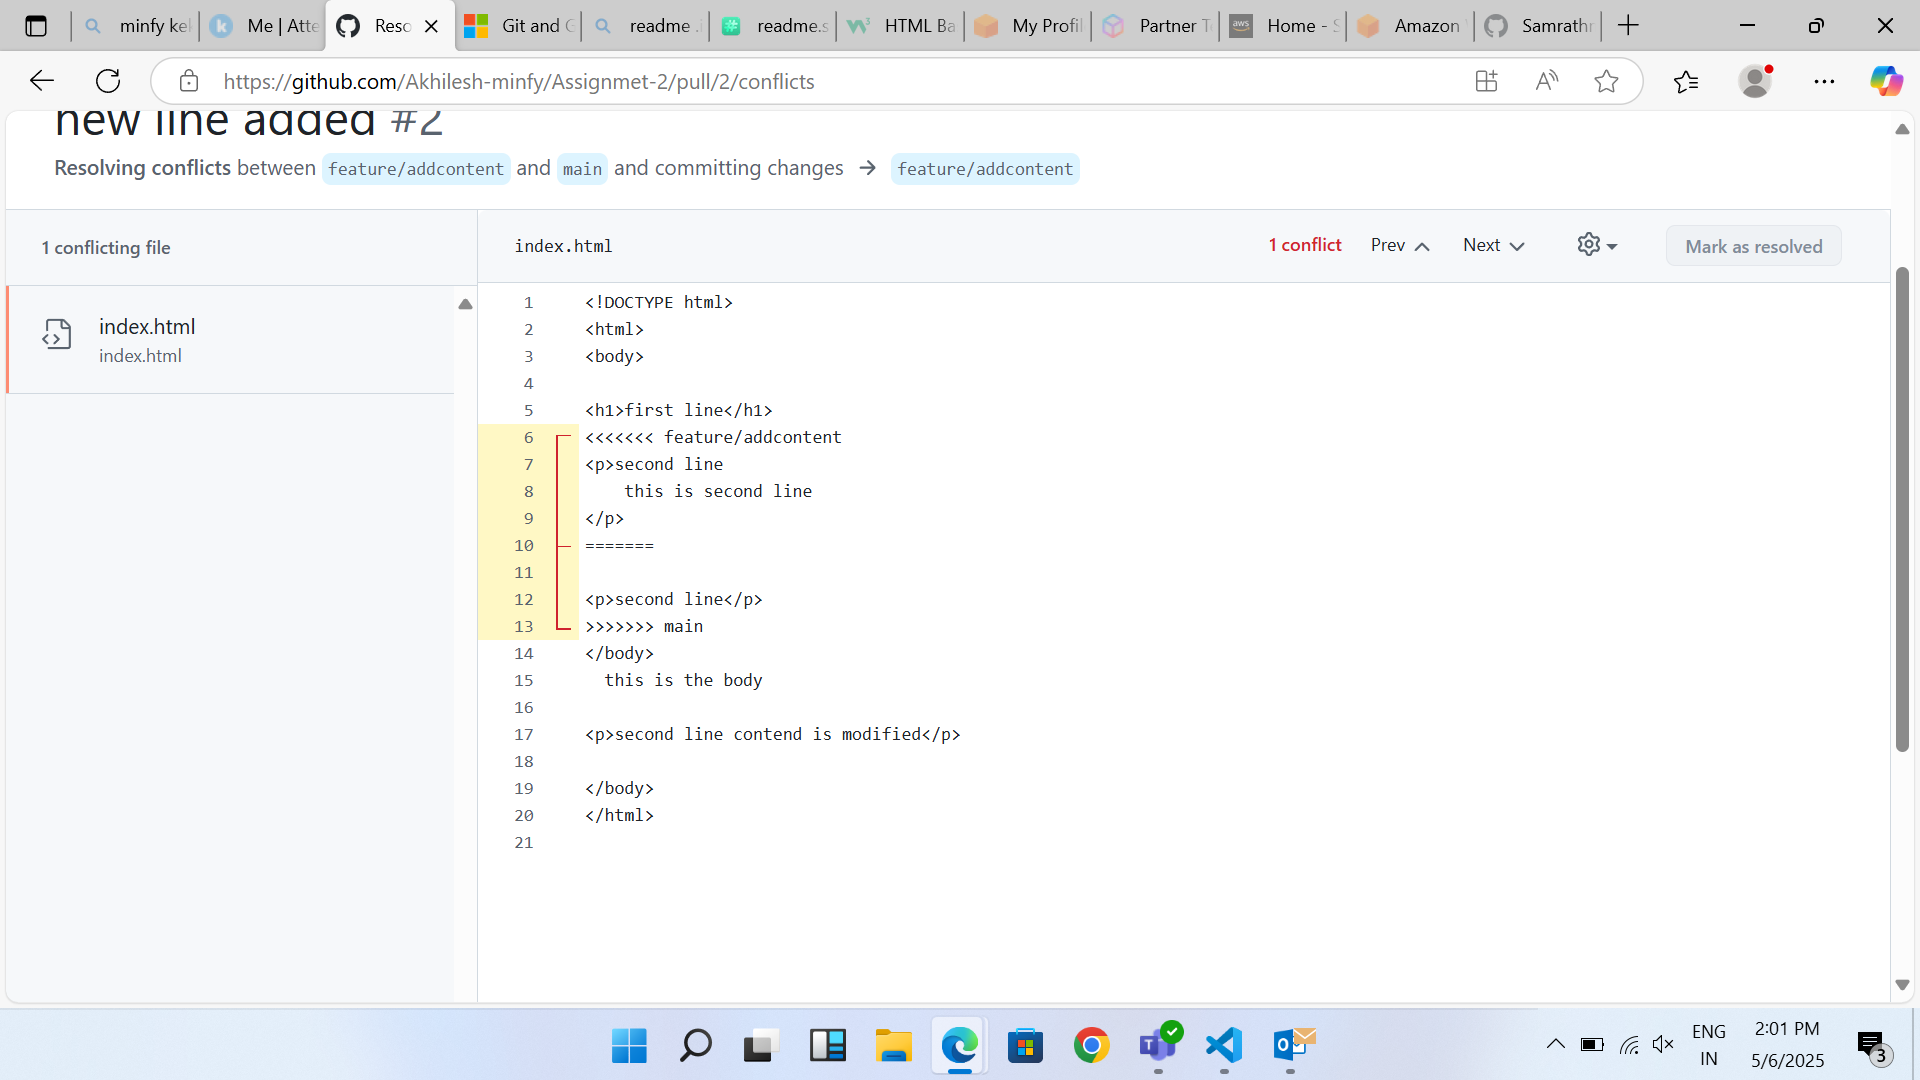 minfy kek
Me | Atte
Reso
Git and G
readme .i
readme.s
HTML Ba
My Profil
Partner Te
aws
Home - S
Amazon
Samrathr
https://github.com/Akhilesh-minfy/Assignmet-2/pull/2/conflicts
new line added #2
Resolving conflicts between feature/addcontent and main and committing changes → feature/addcontent
1 conflicting file
index.html
index.html
index.html
1 conflict
Prev
Next
Mark as resolved
1 <!DOCTYPE html>
2 <html>
3 <body>
4
5 <h1>first line</h1>
6 <<<<<<< feature/addcontent
7 <p>second line
8     this is second line
9 </p>
10 =======
11
12 <p>second line</p>
13 >>>>>>> main
14 </body>
15   this is the body
16
17 <p>second line contend is modified</p>
18
19 </body>
20 </html>
21
ENG
IN
2:01 PM
5/6/2025
3